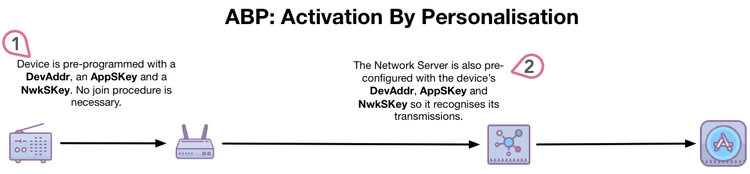 ABP: Activation By Personalisation
1
Device is pre-programmed with a
DevAddr, an AppSKey and a
NwkSKey. No join procedure is
necessary.
2
The Network Server is also pre-
configured with the device's
DevAddr, AppSKey and
NwkSKey so it recognises its
transmissions.